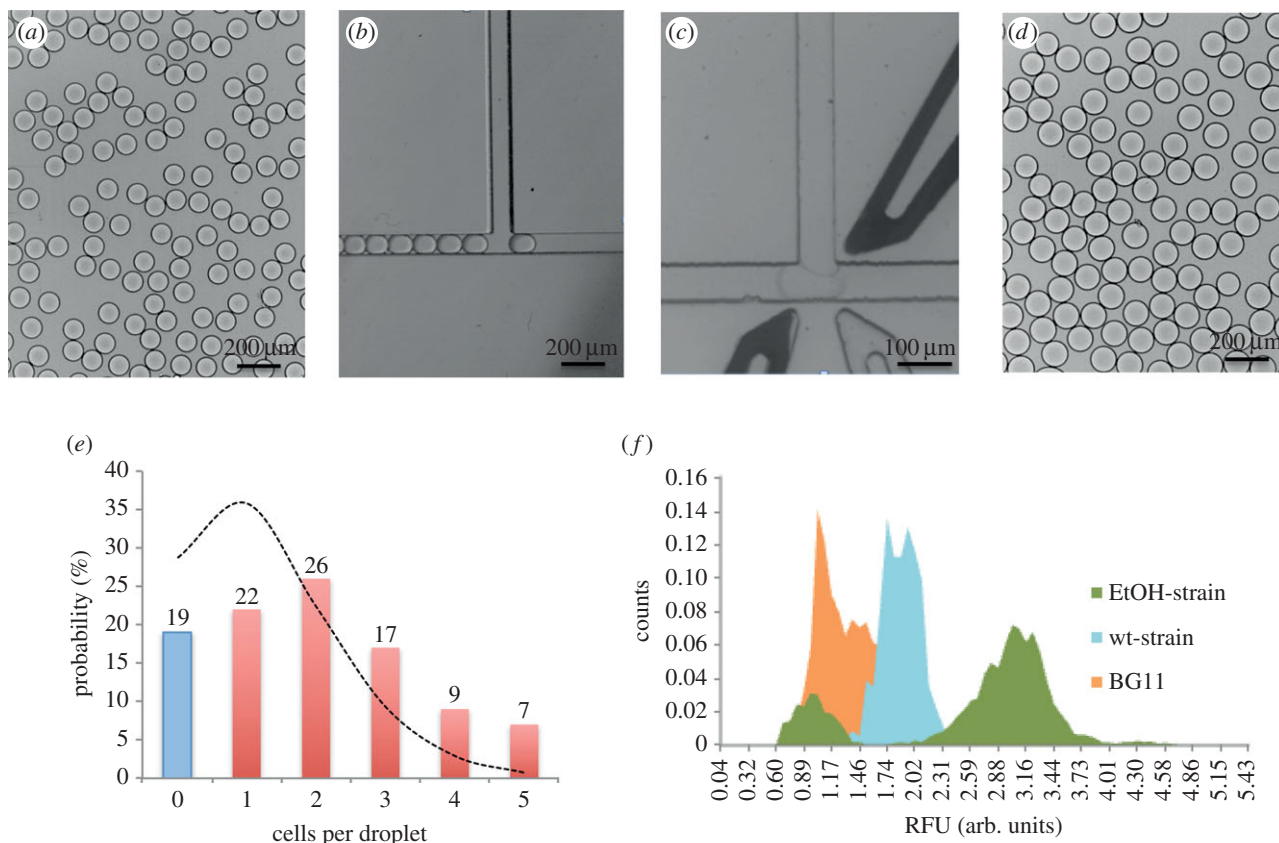 (a)
(b)
(c)
(d)
200 µm
200 µm
100 µm
200 µm
(e)
(f)
40
35
30
25
20
15
10
5
0
probability (%)
19
22
26
17
9
7
0 1 2 3 4 5
cells per droplet
0.16
0.14
0.12
0.10
0.08
0.06
0.04
0.02
0
counts
EtOH-strain
wt-strain
BG11
0.04 0.32 0.60 0.89 1.17 1.46 1.74 2.02 2.31 2.59 2.88 3.16 3.44 3.73 4.01 4.30 4.58 4.86 5.15 5.43
RFU (arb. units)